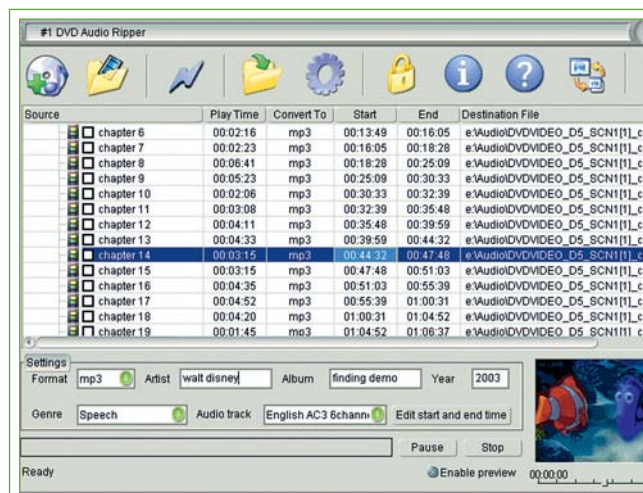 #1 DVD Audio Ripper
Source Play Time Convert To Start End Destination File
chapter 6 00:02:16 mp3 00:13:49 00:16:05 e:\Audio\DVDVIDEO_D5_SCN1[1]_c
chapter 7 00:02:23 mp3 00:16:05 00:18:28 e:\Audio\DVDVIDEO_D5_SCN1[1]_c
chapter 8 00:06:41 mp3 00:18:28 00:25:09 e:\Audio\DVDVIDEO_D5_SCN1[1]_c
chapter 9 00:05:23 mp3 00:25:09 00:30:33 e:\Audio\DVDVIDEO_D5_SCN1[1]_c
chapter 10 00:02:06 mp3 00:30:33 00:32:39 e:\Audio\DVDVIDEO_D5_SCN1[1]_c
chapter 11 00:03:08 mp3 00:32:39 00:35:48 e:\Audio\DVDVIDEO_D5_SCN1[1]_c
chapter 12 00:04:11 mp3 00:35:48 00:39:59 e:\Audio\DVDVIDEO_D5_SCN1[1]_c
chapter 13 00:04:33 mp3 00:39:59 00:44:32 e:\Audio\DVDVIDEO_D5_SCN1[1]_c
chapter 14 00:03:15 mp3 00:44:32 00:47:48 e:\Audio\DVDVIDEO_D5_SCN1[1]_c
chapter 15 00:03:15 mp3 00:47:48 00:51:03 e:\Audio\DVDVIDEO_D5_SCN1[1]_c
chapter 16 00:04:35 mp3 00:51:03 00:55:39 e:\Audio\DVDVIDEO_D5_SCN1[1]_c
chapter 17 00:04:52 mp3 00:55:39 01:00:31 e:\Audio\DVDVIDEO_D5_SCN1[1]_c
chapter 18 00:04:20 mp3 01:00:31 01:04:52 e:\Audio\DVDVIDEO_D5_SCN1[1]_c
chapter 19 00:01:45 mp3 01:04:52 01:06:37 e:\Audio\DVDVIDEO_D5_SCN1[1]_c
Settings
Format mp3 Artist walt disney Album finding demo Year 2003
Genre Speech Audio track English AC3 6chann Edit start and end time
Pause Stop
Ready Enable preview 00:00:00